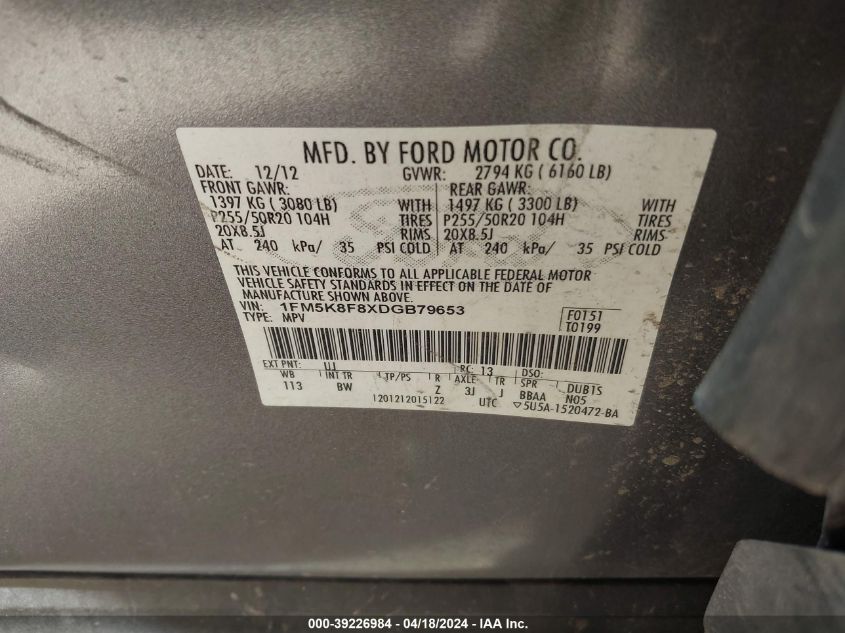 MFD. BY FORD MOTOR CO.
DATE: 12/12 GVWR: 2794 KG ( 6160 LB)
FRONT GAWR: REAR GAWR:
1397 KG ( 3080 LB) WITH 1497 KG ( 3300 LB) WITH
P255/50R20 104H TIRES P255/50R20 104H TIRES
20X8.5J RIMS 20X8.5J RIMS
AT 240 kPa/ 35 PSI COLD AT 240 kPa/ 35 PSI COLD
THIS VEHICLE CONFORMS TO ALL APPLICABLE FEDERAL MOTOR
VEHICLE SAFETY STANDARDS IN EFFECT ON THE DATE OF
MANUFACTURE SHOWN ABOVE.
VIN: 1FM5K8F8XDGB79653 F0151
TYPE: MPV T0199
EXT PNT: UJ RC: 13 DSO:
WB INT TR TP/PS R AXLE TR SPR DUBTS
113 BW Z 3J J BBAA N05
1201212015122 UTC ▽5U5A-1520472-BA
000-39226984 - 04/18/2024 - IAA Inc.